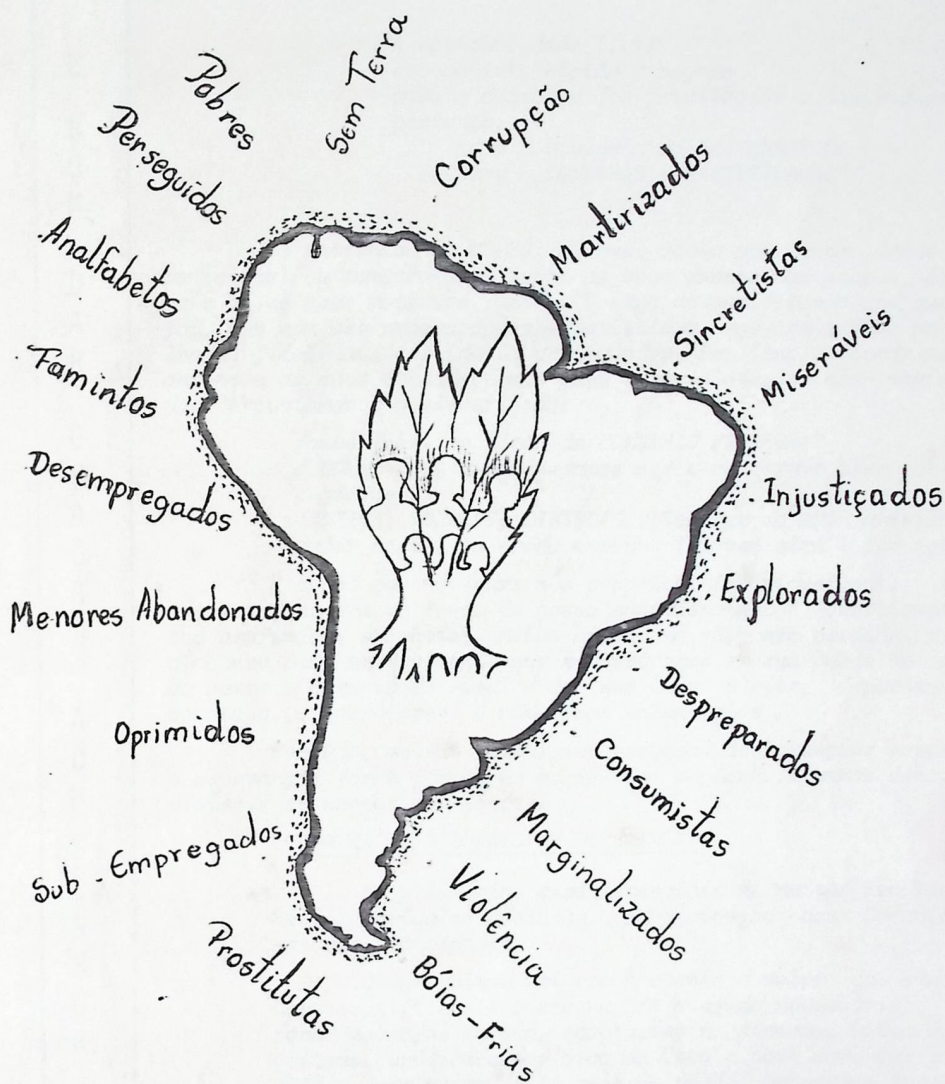 Pobres
Sem Terra
Corrupção
Martirizados
Sincretistas
Miseráveis
Injustiçados
Explorados
Despreparados
Consumistas
Marginalizados
Violência
Bóias-Frias
Prostitutas
Sub-Empregados
Oprimidos
Menores Abandonados
Desempregados
Famintos
Analfabetos
Perseguidos